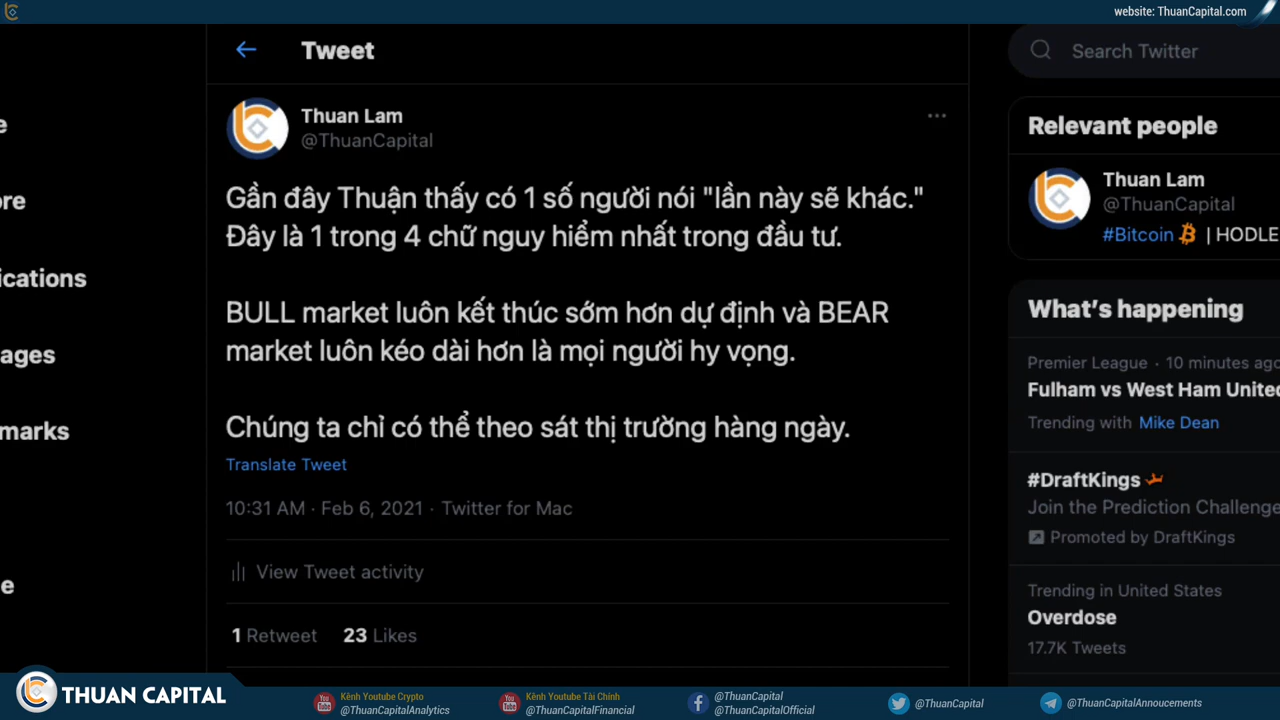 website: ThuanCapital.com
Tweet
Search Twitter
Thuan Lam
@ThuanCapital
Gần đây Thuận thấy có 1 số người nói "lần này sẽ khác."
Đây là 1 trong 4 chữ nguy hiểm nhất trong đầu tư.
BULL market luôn kết thúc sớm hơn dự định và BEAR
market luôn kéo dài hơn là mọi người hy vọng.
Chúng ta chỉ có thể theo sát thị trường hàng ngày.
Translate Tweet
10:31 AM · Feb 6, 2021 · Twitter for Mac
View Tweet activity
1 Retweet 23 Likes
e
ore
ications
ages
marks
e
Relevant people
Thuan Lam
@ThuanCapital
#Bitcoin | HODLE
What's happening
Premier League · 10 minutes ago
Fulham vs West Ham United
Trending with Mike Dean
#DraftKings
Join the Prediction Challenge
Promoted by DraftKings
Trending in United States
Overdose
17.7K Tweets
THUAN CAPITAL
Kênh Youtube Crypto
@ThuanCapitalAnalytics
Kênh Youtube Tài Chính
@ThuanCapitalFinancial
@ThuanCapital
@ThuanCapitalOfficial
@ThuanCapital
@ThuanCapitalAnnoucements